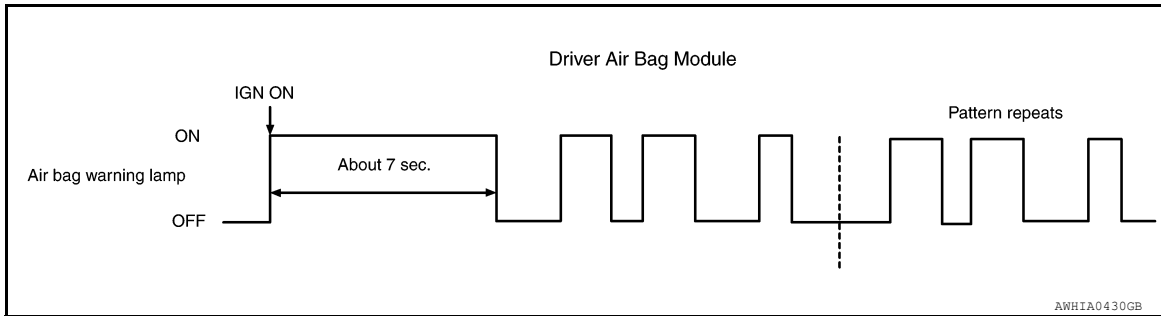 Driver Air Bag Module
IGN ON
Pattern repeats
ON
About 7 sec.
Air bag warning lamp
OFF
AWHIA0430GB